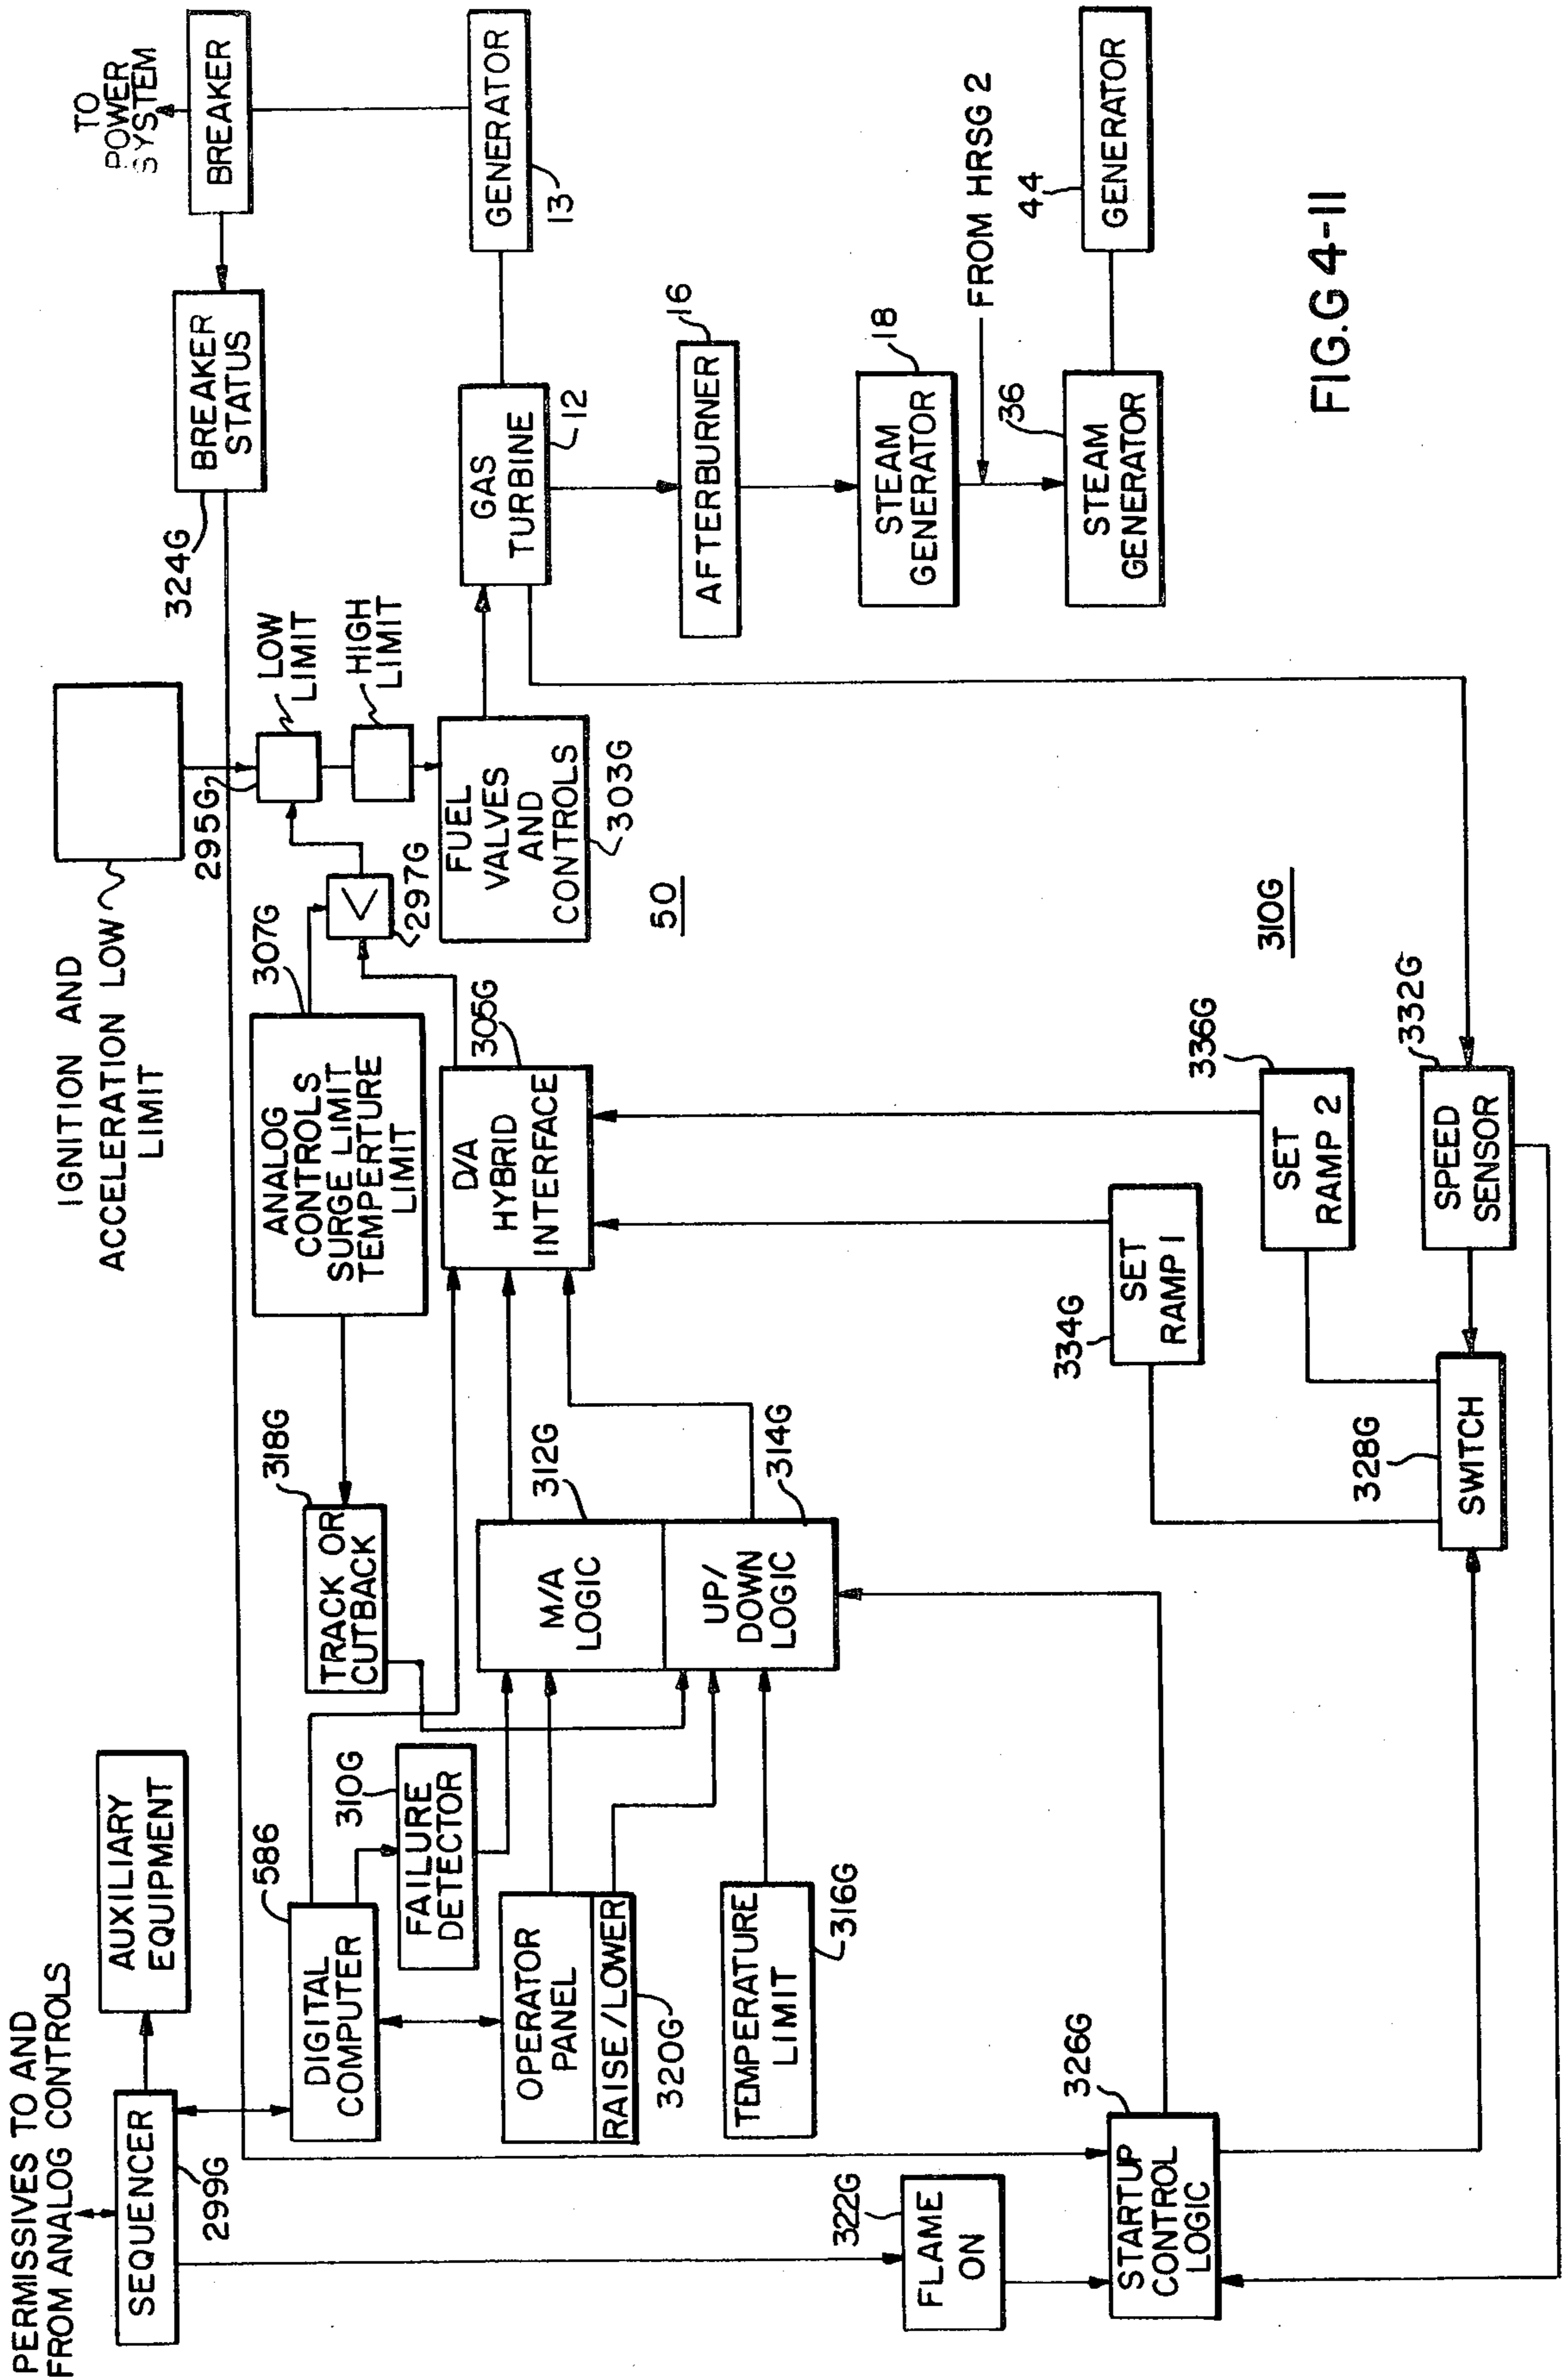 PERMISSIVES TO AND
FROM ANALOG CONTROLS
SEQUENCER
299G
AUXILIARY
EQUIPMENT
586
DIGITAL
COMPUTER
310G
FAILURE
DETECTOR
OPERATOR
PANEL
RAISE/LOWER
320G
TEMPERATURE
LIMIT
316G
322G
FLAME
ON
326G
STARTUP
CONTROL
LOGIC
318G
TRACK OR
CUTBACK
312G
M/A
LOGIC
UP/
DOWN
LOGIC
314G
IGNITION AND
ACCELERATION LOW
LIMIT
307G
ANALOG
CONTROLS
SURGE LIMIT
TEMPERTURE
LIMIT
305G
D/A
HYBRID
INTERFACE
334G
SET
RAMP 1
336G
SET
RAMP 2
328G
SWITCH
332G
SPEED
SENSOR
310G
295G
LOW
LIMIT
HIGH
LIMIT
<
297G
FUEL
VALVES
AND
CONTROLS
303G
50
324G
BREAKER
STATUS
TO
POWER
SYSTEM
BREAKER
GENERATOR
13
GAS
TURBINE
12
AFTERBURNER
16
STEAM
GENERATOR
18
FROM HRSG 2
STEAM
GENERATOR
36
44
GENERATOR
FIG.G 4-11